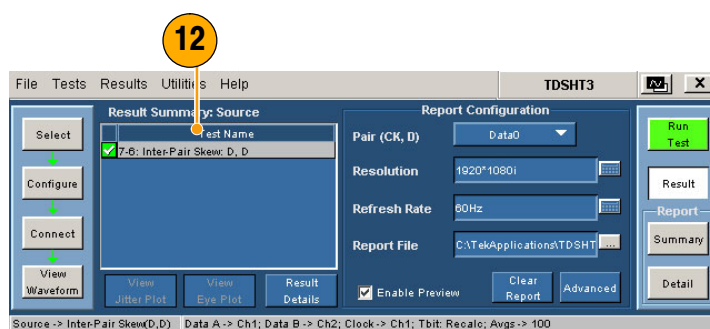 12
File Tests Results Utilities Help TDSHT3 X
Result Summary: Source
Test Name
7-6: Inter-Pair Skew: D, D
Select
Configure
Connect
View
Waveform
View
Jitter Plot
View
Eye Plot
Result
Details
Report Configuration
Pair (CK, D) Data0
Resolution 1920*1080i
Refresh Rate 60Hz
Report File C:\TekApplications\TDSHT ...
Enable Preview
Clear
Report
Advanced
Run
Test
Result
Report
Summary
Detail
Source -> Inter-Pair Skew(D,D) Data A -> Ch1; Data B -> Ch2; Clock -> Ch1; Tbit: Recalc; Avgs -> 100